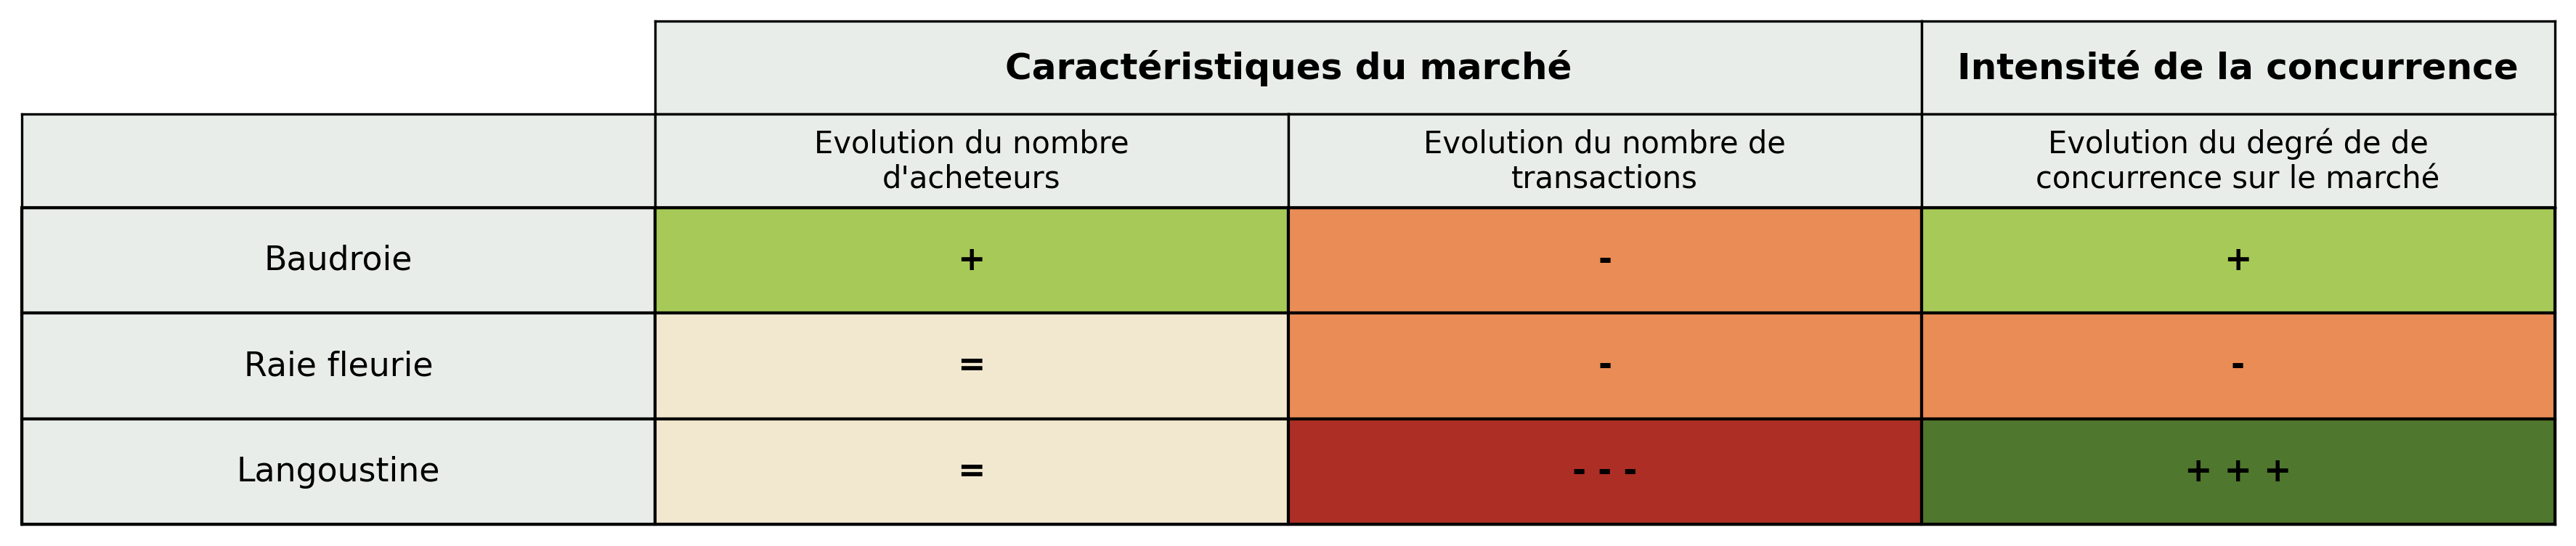 Caractéristiques du marché
Intensité de la concurrence
Evolution du nombre
d'acheteurs
Evolution du nombre de
transactions
Evolution du degré de de
concurrence sur le marché
Baudroie
+
-
+
Raie fleurie
=
-
-
Langoustine
=
- - -
+ + +